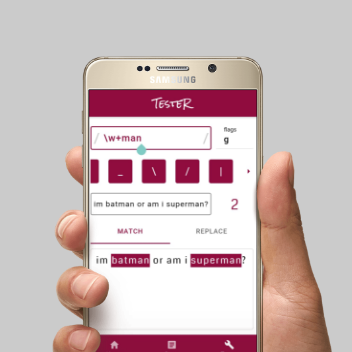 SAMSUNG
TESTER
/ \w+man /
flags
g
_ \ / |
im batman or am i superman?
2
MATCH REPLACE
im batman or am i superman?